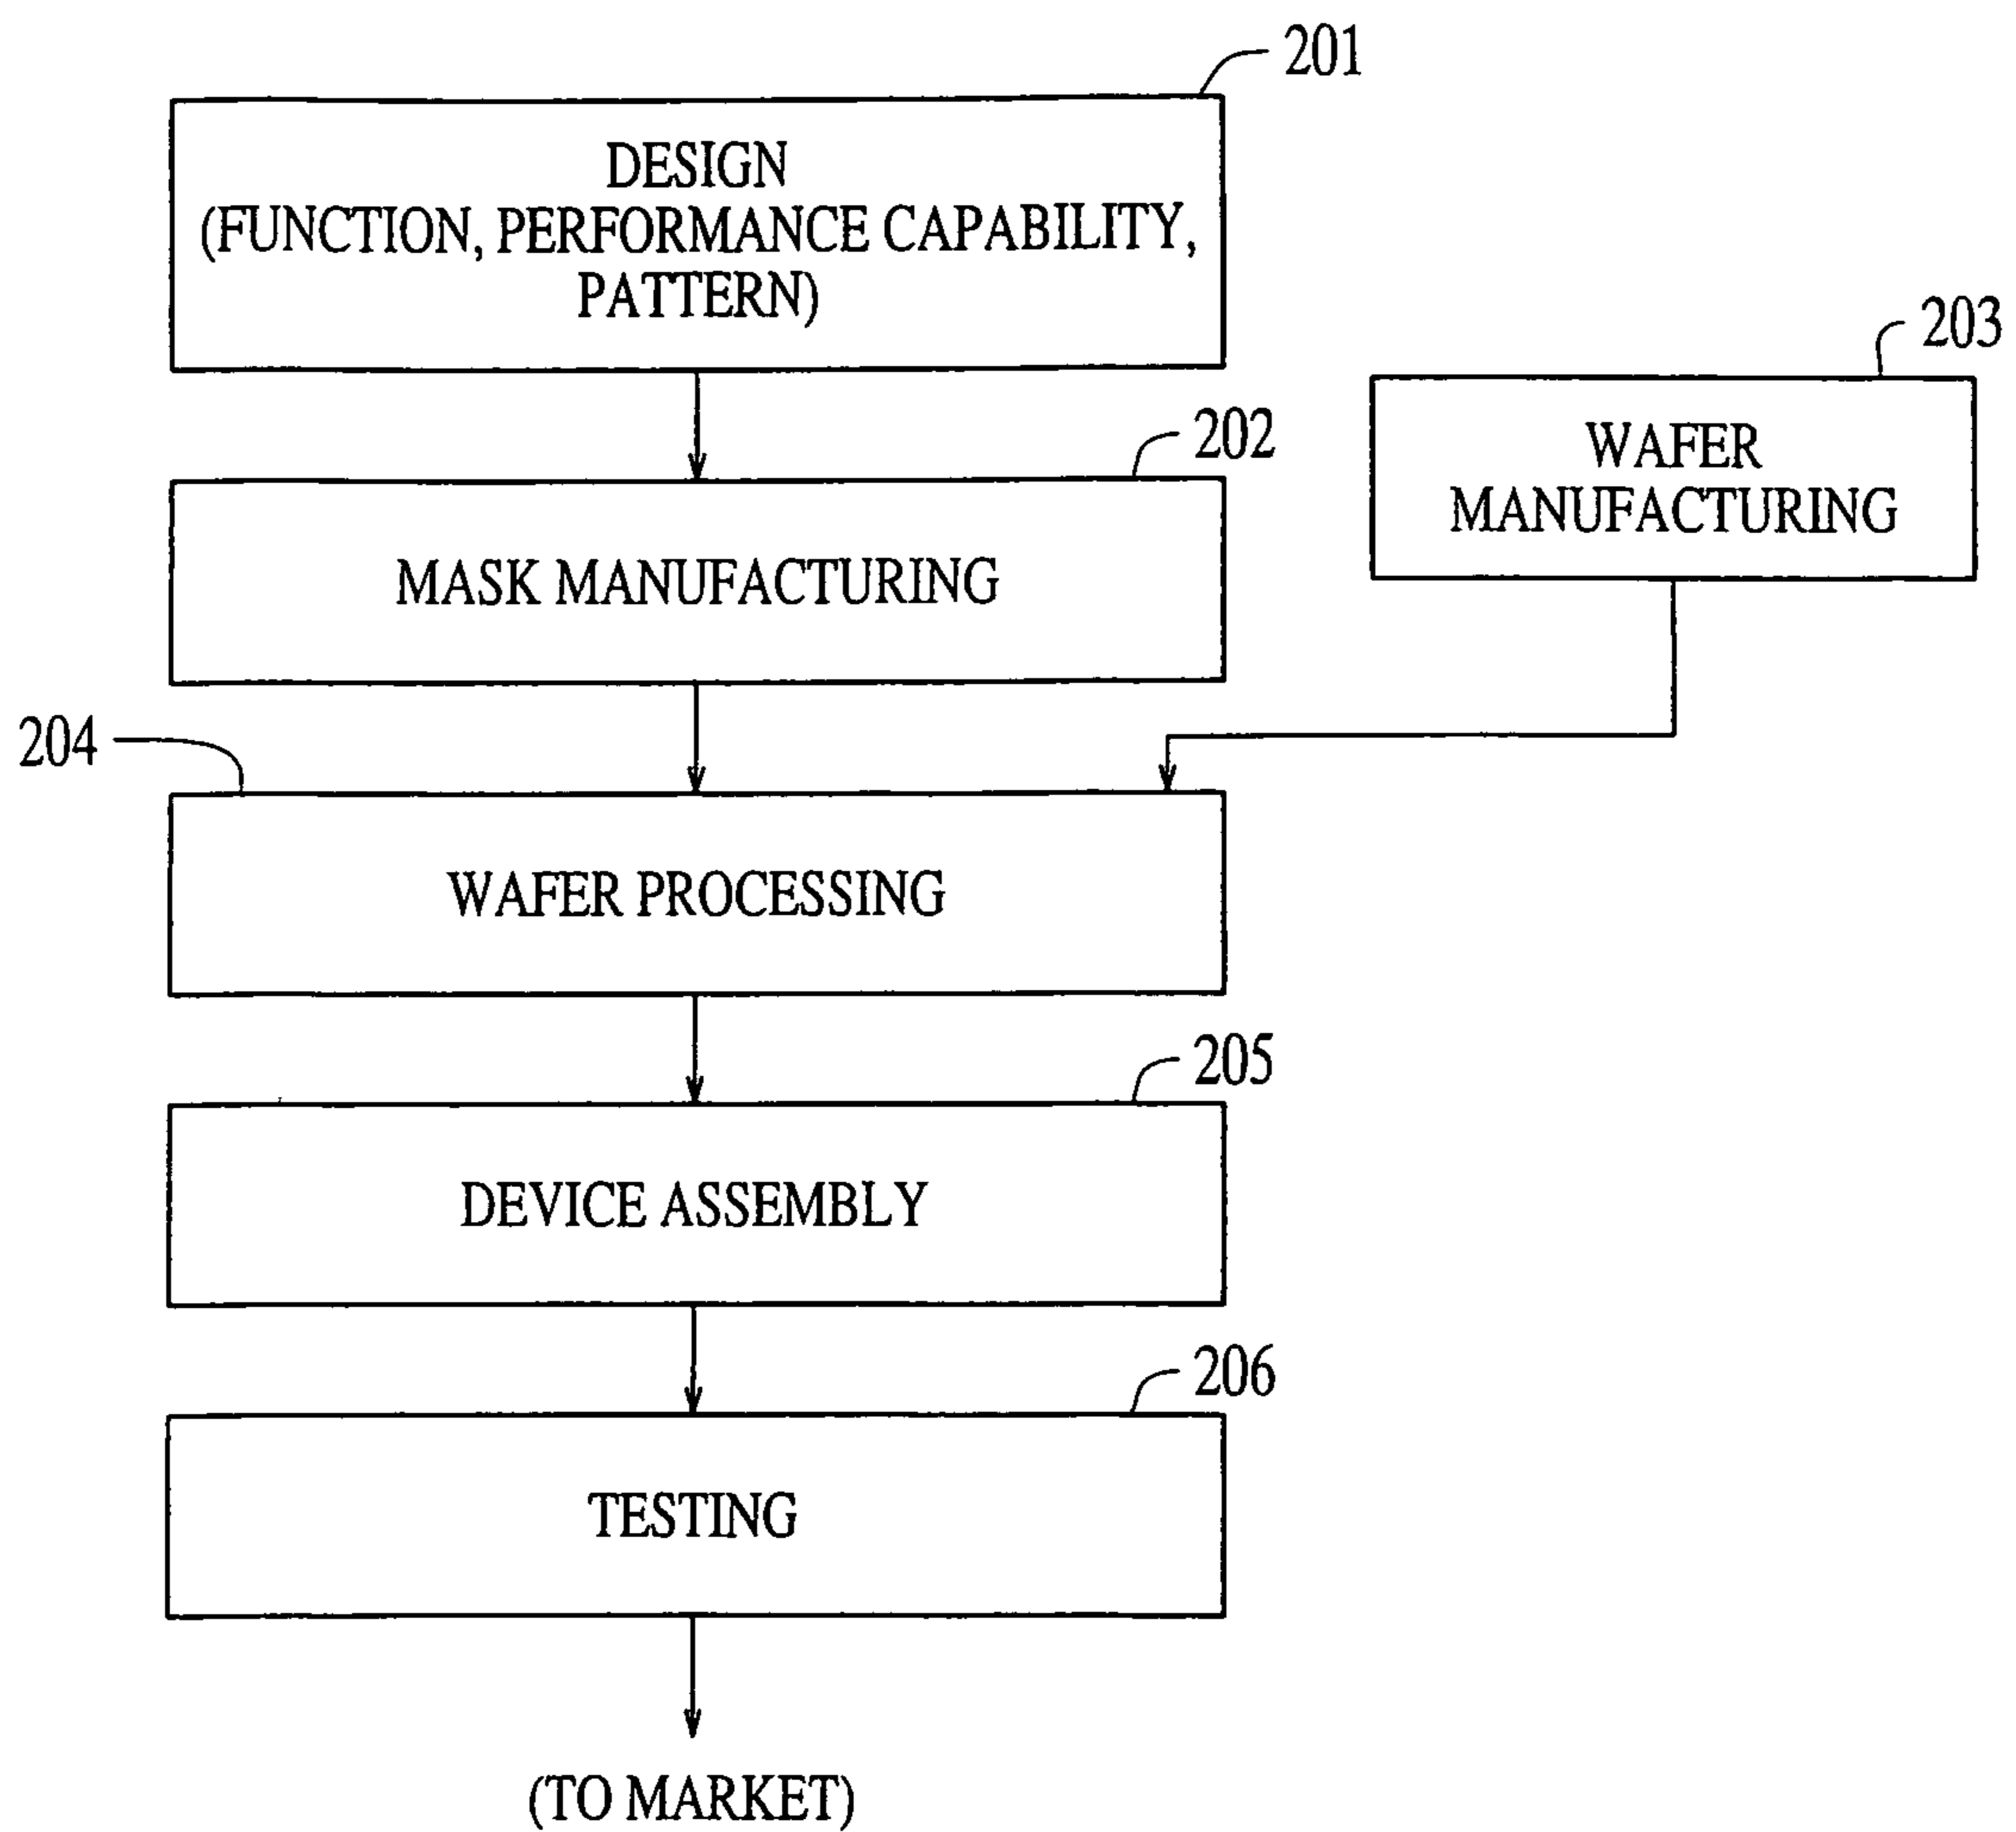 201
DESIGN
(FUNCTION, PERFORMANCE CAPABILITY,
PATTERN)
203
WAFER
MANUFACTURING
202
MASK MANUFACTURING
204
WAFER PROCESSING
205
DEVICE ASSEMBLY
206
TESTING
(TO MARKET)